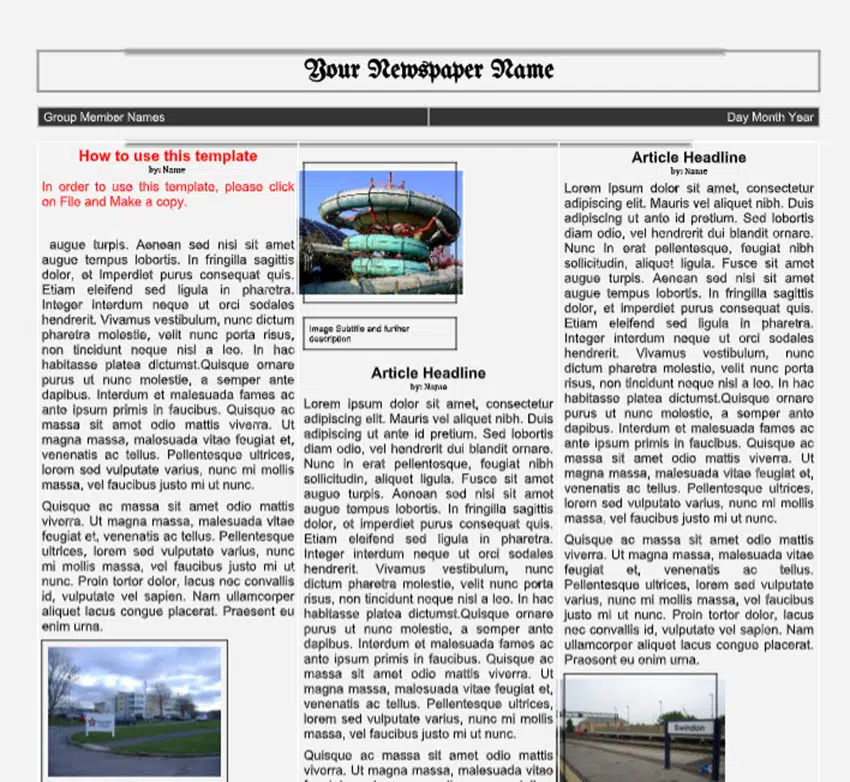 Your Newspaper Name
Group Member Names
Day Month Year
How to use this template
by: Name
In order to use this template, please click
on File and Make a copy.
augue turpis. Aenean sed nisi sit amet
augue tempus lobortis. In fringilla sagittis
dolor, et imperdiet purus consequat quis.
Etiam eleifend sed ligula in pharetra.
Integer interdum neque ut orci sodales
hendrerit. Vivamus vestibulum, nunc dictum
pharetra molestie, velit nunc porta risus,
non tincidunt neque nisl a leo. In hac
habitasse platea dictumst.Quisque ornare
purus ut nunc molestie, a semper ante
dapibus. Interdum et malesuada fames ac
ante ipsum primis in faucibus. Quisque ac
massa sit amet odio mattis viverra. Ut
magna massa, malesuada vitae feugiat et,
venenatis ac tellus. Pellentesque ultrices,
lorem sed vulputate varius, nunc mi mollis
massa, vel faucibus justo mi ut nunc.
Quisque ac massa sit amet odio mattis
viverra. Ut magna massa, malesuada vitae
feugiat et, venenatis ac tellus. Pellentesque
ultrices, lorem sed vulputate varius, nunc
mi mollis massa, vel faucibus justo mi ut
nunc. Proin tortor dolor, lacus nec convallis
id, vulputate vel sapien. Nam ullamcorper
aliquet lacus congue placerat. Praesent eu
enim urna.
Image Subtitle and further
description
Article Headline
by: Name
Lorem ipsum dolor sit amet, consectetur
adipiscing elit. Mauris vel aliquet nibh. Duis
adipiscing ut ante id pretium. Sed lobortis
diam odio, vel hendrerit dui blandit ornare.
Nunc in erat pellentesque, feugiat nibh
sollicitudin, aliquet ligula. Fusce sit amet
augue turpis. Aenean sed nisi sit amet
augue tempus lobortis. In fringilla sagittis
dolor, et imperdiet purus consequat quis.
Etiam eleifend sed ligula in pharetra.
Integer interdum neque ut orci sodales
hendrerit. Vivamus vestibulum, nunc
dictum pharetra molestie, velit nunc porta
risus, non tincidunt neque nisl a leo. In hac
habitasse platea dictumst.Quisque ornare
purus ut nunc molestie, a semper ante
dapibus. Interdum et malesuada fames ac
ante ipsum primis in faucibus. Quisque ac
massa sit amet odio mattis viverra. Ut
magna massa, malesuada vitae feugiat et,
venenatis ac tellus. Pellentesque ultrices,
lorem sed vulputate varius, nunc mi mollis
massa, vel faucibus justo mi ut nunc.
Quisque ac massa sit amet odio mattis
viverra. Ut magna massa, malesuada vitae
Article Headline
by: Name
Lorem ipsum dolor sit amet, consectetur
adipiscing elit. Mauris vel aliquet nibh. Duis
adipiscing ut ante id pretium. Sed lobortis
diam odio, vel hendrerit dui blandit ornare.
Nunc in erat pellentesque, feugiat nibh
sollicitudin, aliquet ligula. Fusce sit amet
augue turpis. Aenean sed nisi sit amet
augue tempus lobortis. In fringilla sagittis
dolor, et imperdiet purus consequat quis.
Etiam eleifend sed ligula in pharetra.
Integer interdum neque ut orci sodales
hendrerit. Vivamus vestibulum, nunc
dictum pharetra molestie, velit nunc porta
risus, non tincidunt neque nisl a leo. In hac
habitasse platea dictumst.Quisque ornare
purus ut nunc molestie, a semper ante
dapibus. Interdum et malesuada fames ac
ante ipsum primis in faucibus. Quisque ac
massa sit amet odio mattis viverra. Ut
magna massa, malesuada vitae feugiat et,
venenatis ac tellus. Pellentesque ultrices,
lorem sed vulputate varius, nunc mi mollis
massa, vel faucibus justo mi ut nunc.
Quisque ac massa sit amet odio mattis
viverra. Ut magna massa, malesuada vitae
feugiat et, venenatis ac tellus.
Pellentesque ultrices, lorem sed vulputate
varius, nunc mi mollis massa, vel faucibus
justo mi ut nunc. Proin tortor dolor, lacus
nec convallis id, vulputate vel sapien. Nam
ullamcorper aliquet lacus congue placerat.
Praesent eu enim urna.
Swindon